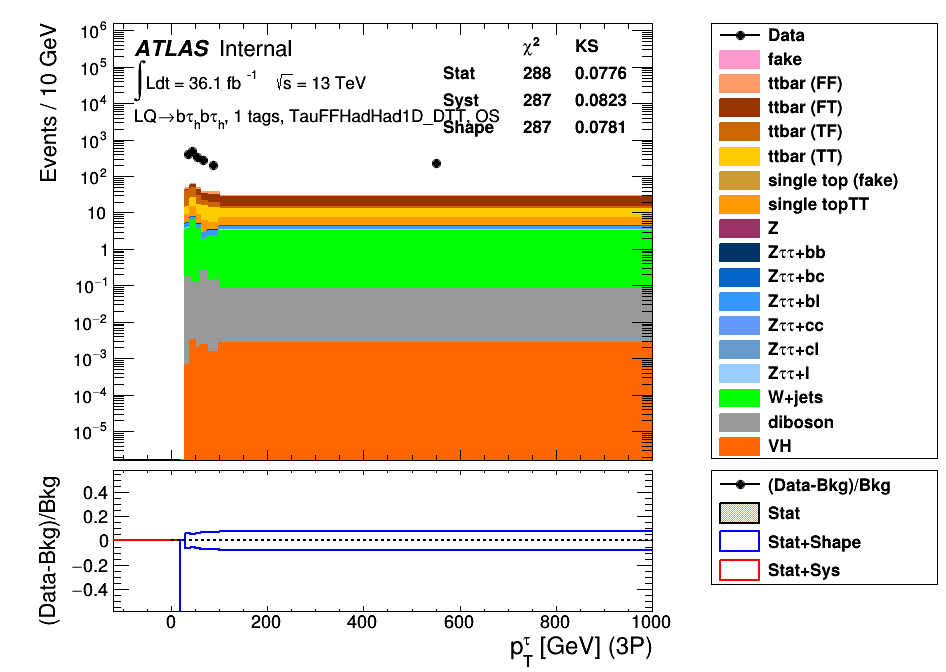 Events / 10 GeV
10⁶
10⁵
10⁴
10³
10²
10
1
10⁻¹
10⁻²
10⁻³
10⁻⁴
10⁻⁵
ATLAS Internal
∫Ldt = 36.1 fb⁻¹ √s = 13 TeV
LQ→bτₕbτₕ, 1 tags, TauFFHadHad1D_DTT, OS
χ² KS
Stat 288 0.0776
Syst 287 0.0823
Shape 287 0.0781
Data
fake
ttbar (FF)
ttbar (FT)
ttbar (TF)
ttbar (TT)
single top (fake)
single topTT
Z
Zττ+bb
Zττ+bc
Zττ+bl
Zττ+cc
Zττ+cl
Zττ+l
W+jets
diboson
VH
(Data-Bkg)/Bkg
0.4
0.2
0
−0.2
−0.4
0 200 400 600 800 1000
p_T^τ [GeV] (3P)
(Data-Bkg)/Bkg
Stat
Stat+Shape
Stat+Sys